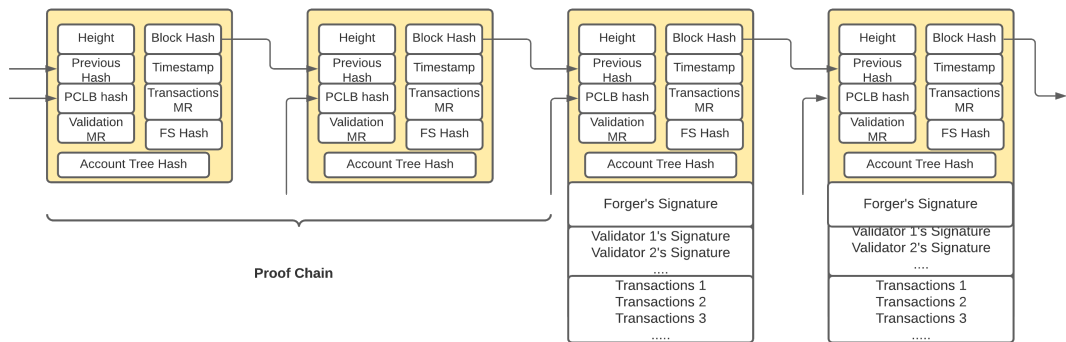 Height
Block Hash
Previous
Hash
Timestamp
PCLB hash
Transactions
MR
Validation
MR
FS Hash
Account Tree Hash
Height
Block Hash
Previous
Hash
Timestamp
PCLB hash
Transactions
MR
Validation
MR
FS Hash
Account Tree Hash
Height
Block Hash
Previous
Hash
Timestamp
PCLB hash
Transactions
MR
Validation
MR
FS Hash
Account Tree Hash
Forger's Signature
Validator 1's Signature
Validator 2's Signature
....
Transactions 1
Transactions 2
Transactions 3
.....
Height
Block Hash
Previous
Hash
Timestamp
PCLB hash
Transactions
MR
Validation
MR
FS Hash
Account Tree Hash
Forger's Signature
Validator 1's Signature
Validator 2's Signature
....
Transactions 1
Transactions 2
Transactions 3
.....
Proof Chain